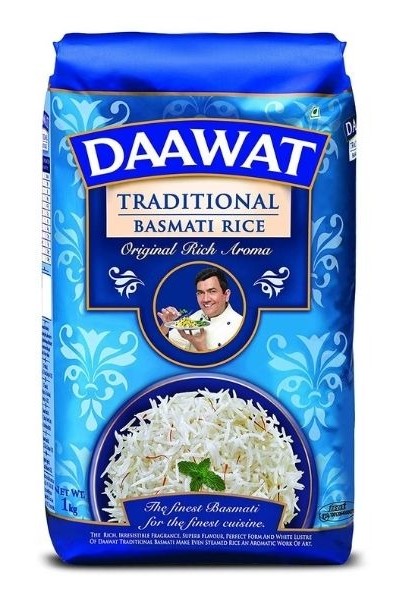 DAAWAT
TRADITIONAL
BASMATI RICE
Original Rich Aroma
NET WT.
1kg
The finest Basmati
for the finest cuisine.
THE RICH, IRRESISTIBLE FRAGRANCE, SUPERB FLAVOUR, PERFECT FORM AND WHITE LUSTRE
OF DAAWAT TRADITIONAL BASMATI MAKE EVEN STEAMED RICE AN AROMATIC WORK OF ART.
DA